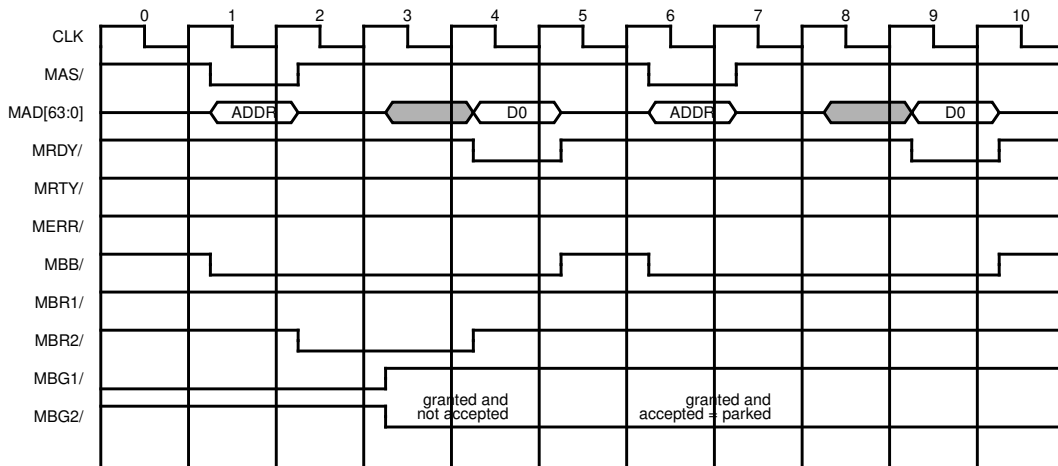 0 1 2 3 4 5 6 7 8 9 10
CLK
MAS/
MAD[63:0] ADDR D0 ADDR D0
MRDY/
MRTY/
MERR/
MBB/
MBR1/
MBR2/
MBG1/
granted and granted and
not accepted accepted = parked
MBG2/